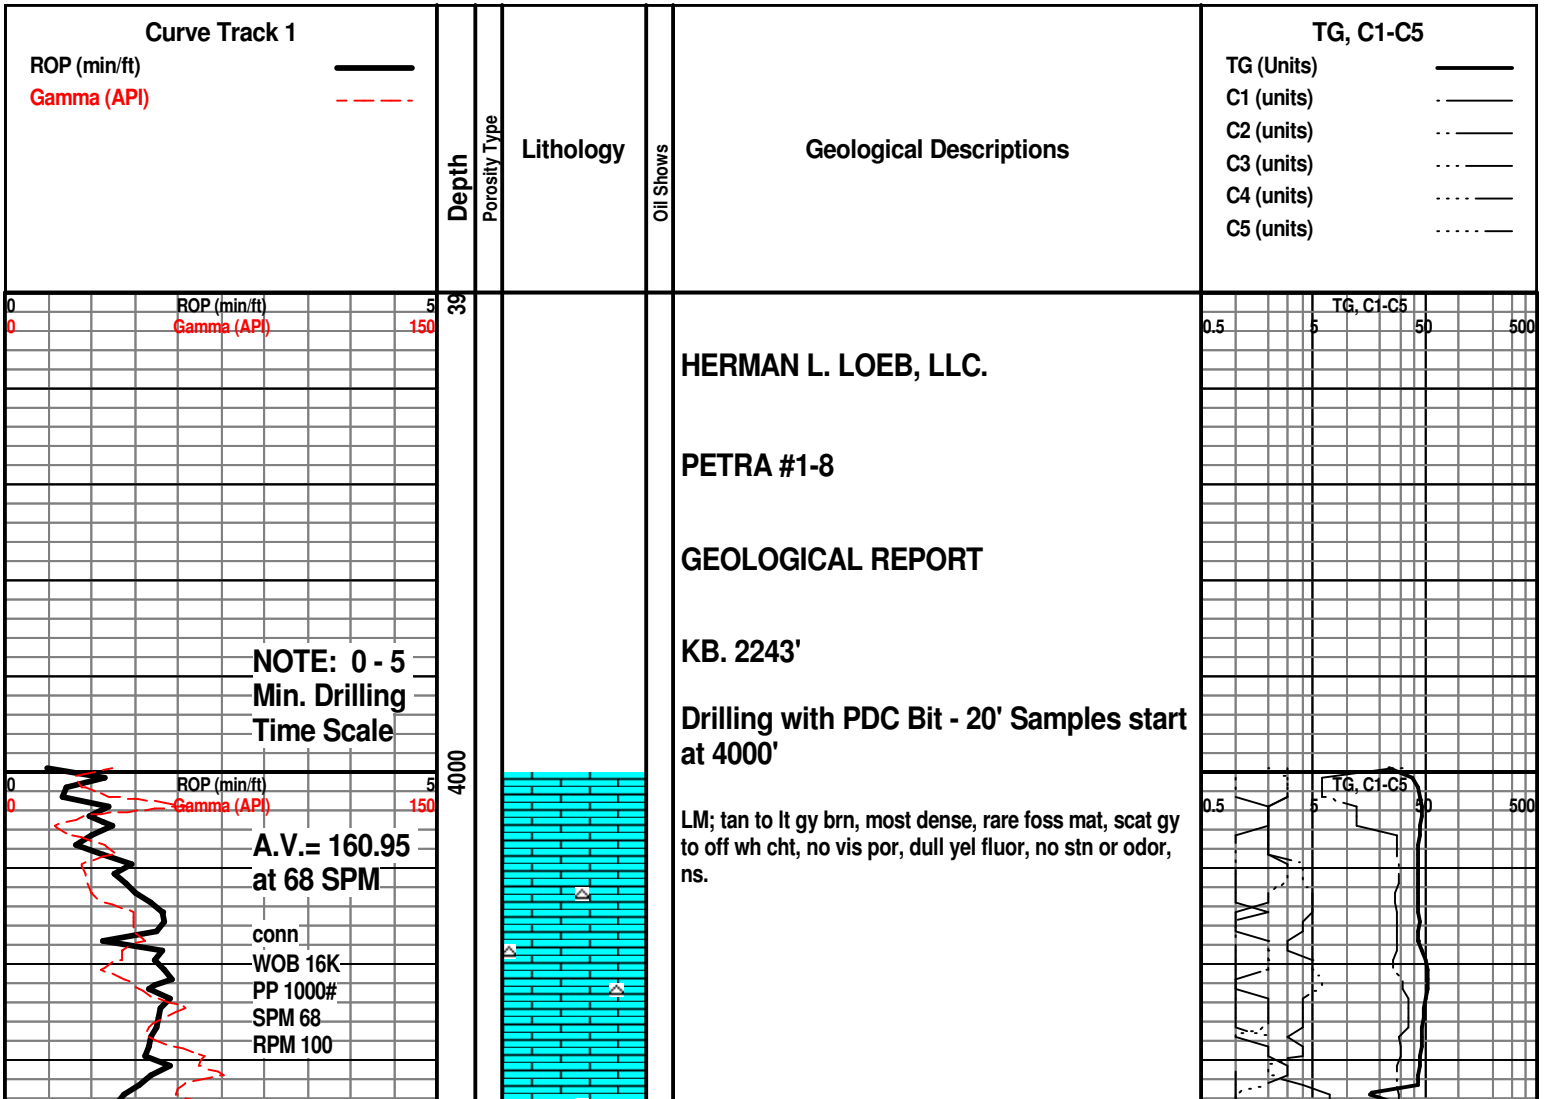 Curve Track 1
ROP (min/ft)
Gamma (API)
Depth
Porosity Type
Lithology
Oil Shows
Geological Descriptions
TG, C1-C5
TG (Units)
C1 (units)
C2 (units)
C3 (units)
C4 (units)
C5 (units)
0 ROP (min/ft) 5
0 Gamma (API) 150
39
TG, C1-C5
0.5 5 50 500
HERMAN L. LOEB, LLC.
PETRA #1-8
GEOLOGICAL REPORT
KB. 2243'
NOTE: 0 - 5
Min. Drilling
Time Scale
Drilling with PDC Bit - 20' Samples start
at 4000'
0 ROP (min/ft) 5
0 Gamma (API) 150
4000
TG, C1-C5
0.5 5 50 500
LM; tan to lt gy brn, most dense, rare foss mat, scat gy
to off wh cht, no vis por, dull yel fluor, no stn or odor,
ns.
A.V.= 160.95
at 68 SPM
conn
WOB 16K
PP 1000#
SPM 68
RPM 100